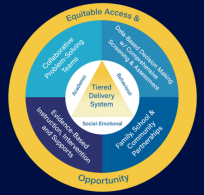 Equitable Access &
Collaborative
Problem-Solving
Teams
Data-Based Decision-Making
w/ Comprehensive
Screening & Assessment
Academic
Behavioral
Tiered
Delivery
System
Social-Emotional
Evidence-Based
Instruction, Intervention
and Supports
Family, School &
Community
Partnerships
Opportunity